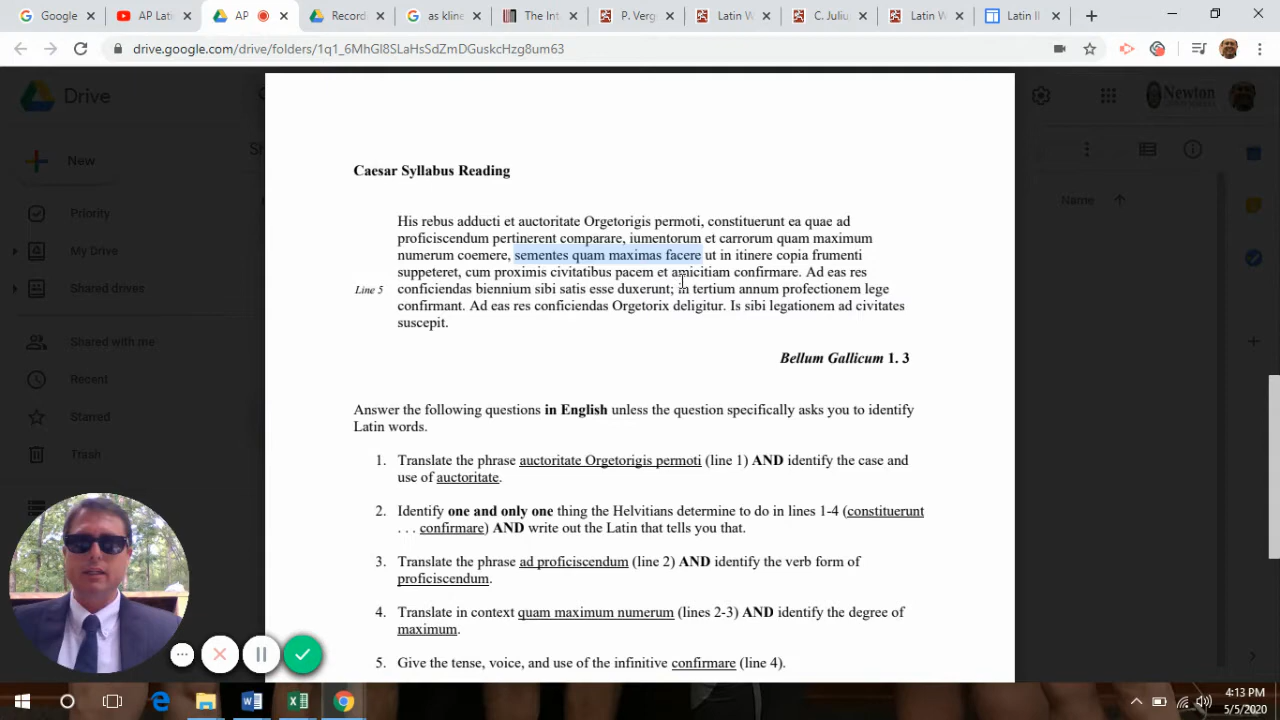 AP Lati
AP
Record
as kline
The Int
P. Verg
Latin W
C. Juliu
Latin W
Latin II
drive.google.com/drive/folders/1q1_6MhGl8SLaHsSdZmDGuskcHzg8um63
Drive
Newton
New
Priority
My Drive
Shared drives
Shared with me
Recent
Starred
Trash
Name
Caesar Syllabus Reading
His rebus adducti et auctoritate Orgetorigis permoti, constituerunt ea quae ad
proficiscendum pertinerent comparare, iumentorum et carrorum quam maximum
numerum coemere, sementes quam maximas facere ut in itinere copia frumenti
suppeteret, cum proximis civitatibus pacem et amicitiam confirmare. Ad eas res
Line 5 conficiendas biennium sibi satis esse duxerunt; in tertium annum profectionem lege
confirmant. Ad eas res conficiendas Orgetorix deligitur. Is sibi legationem ad civitates
suscepit.
Bellum Gallicum 1. 3
Answer the following questions in English unless the question specifically asks you to identify
Latin words.
1. Translate the phrase auctoritate Orgetorigis permoti (line 1) AND identify the case and
use of auctoritate.
2. Identify one and only one thing the Helvitians determine to do in lines 1-4 (constituerunt
. . . confirmare) AND write out the Latin that tells you that.
3. Translate the phrase ad proficiscendum (line 2) AND identify the verb form of
proficiscendum.
4. Translate in context quam maximum numerum (lines 2-3) AND identify the degree of
maximum.
5. Give the tense, voice, and use of the infinitive confirmare (line 4).
4:13 PM
5/5/2020